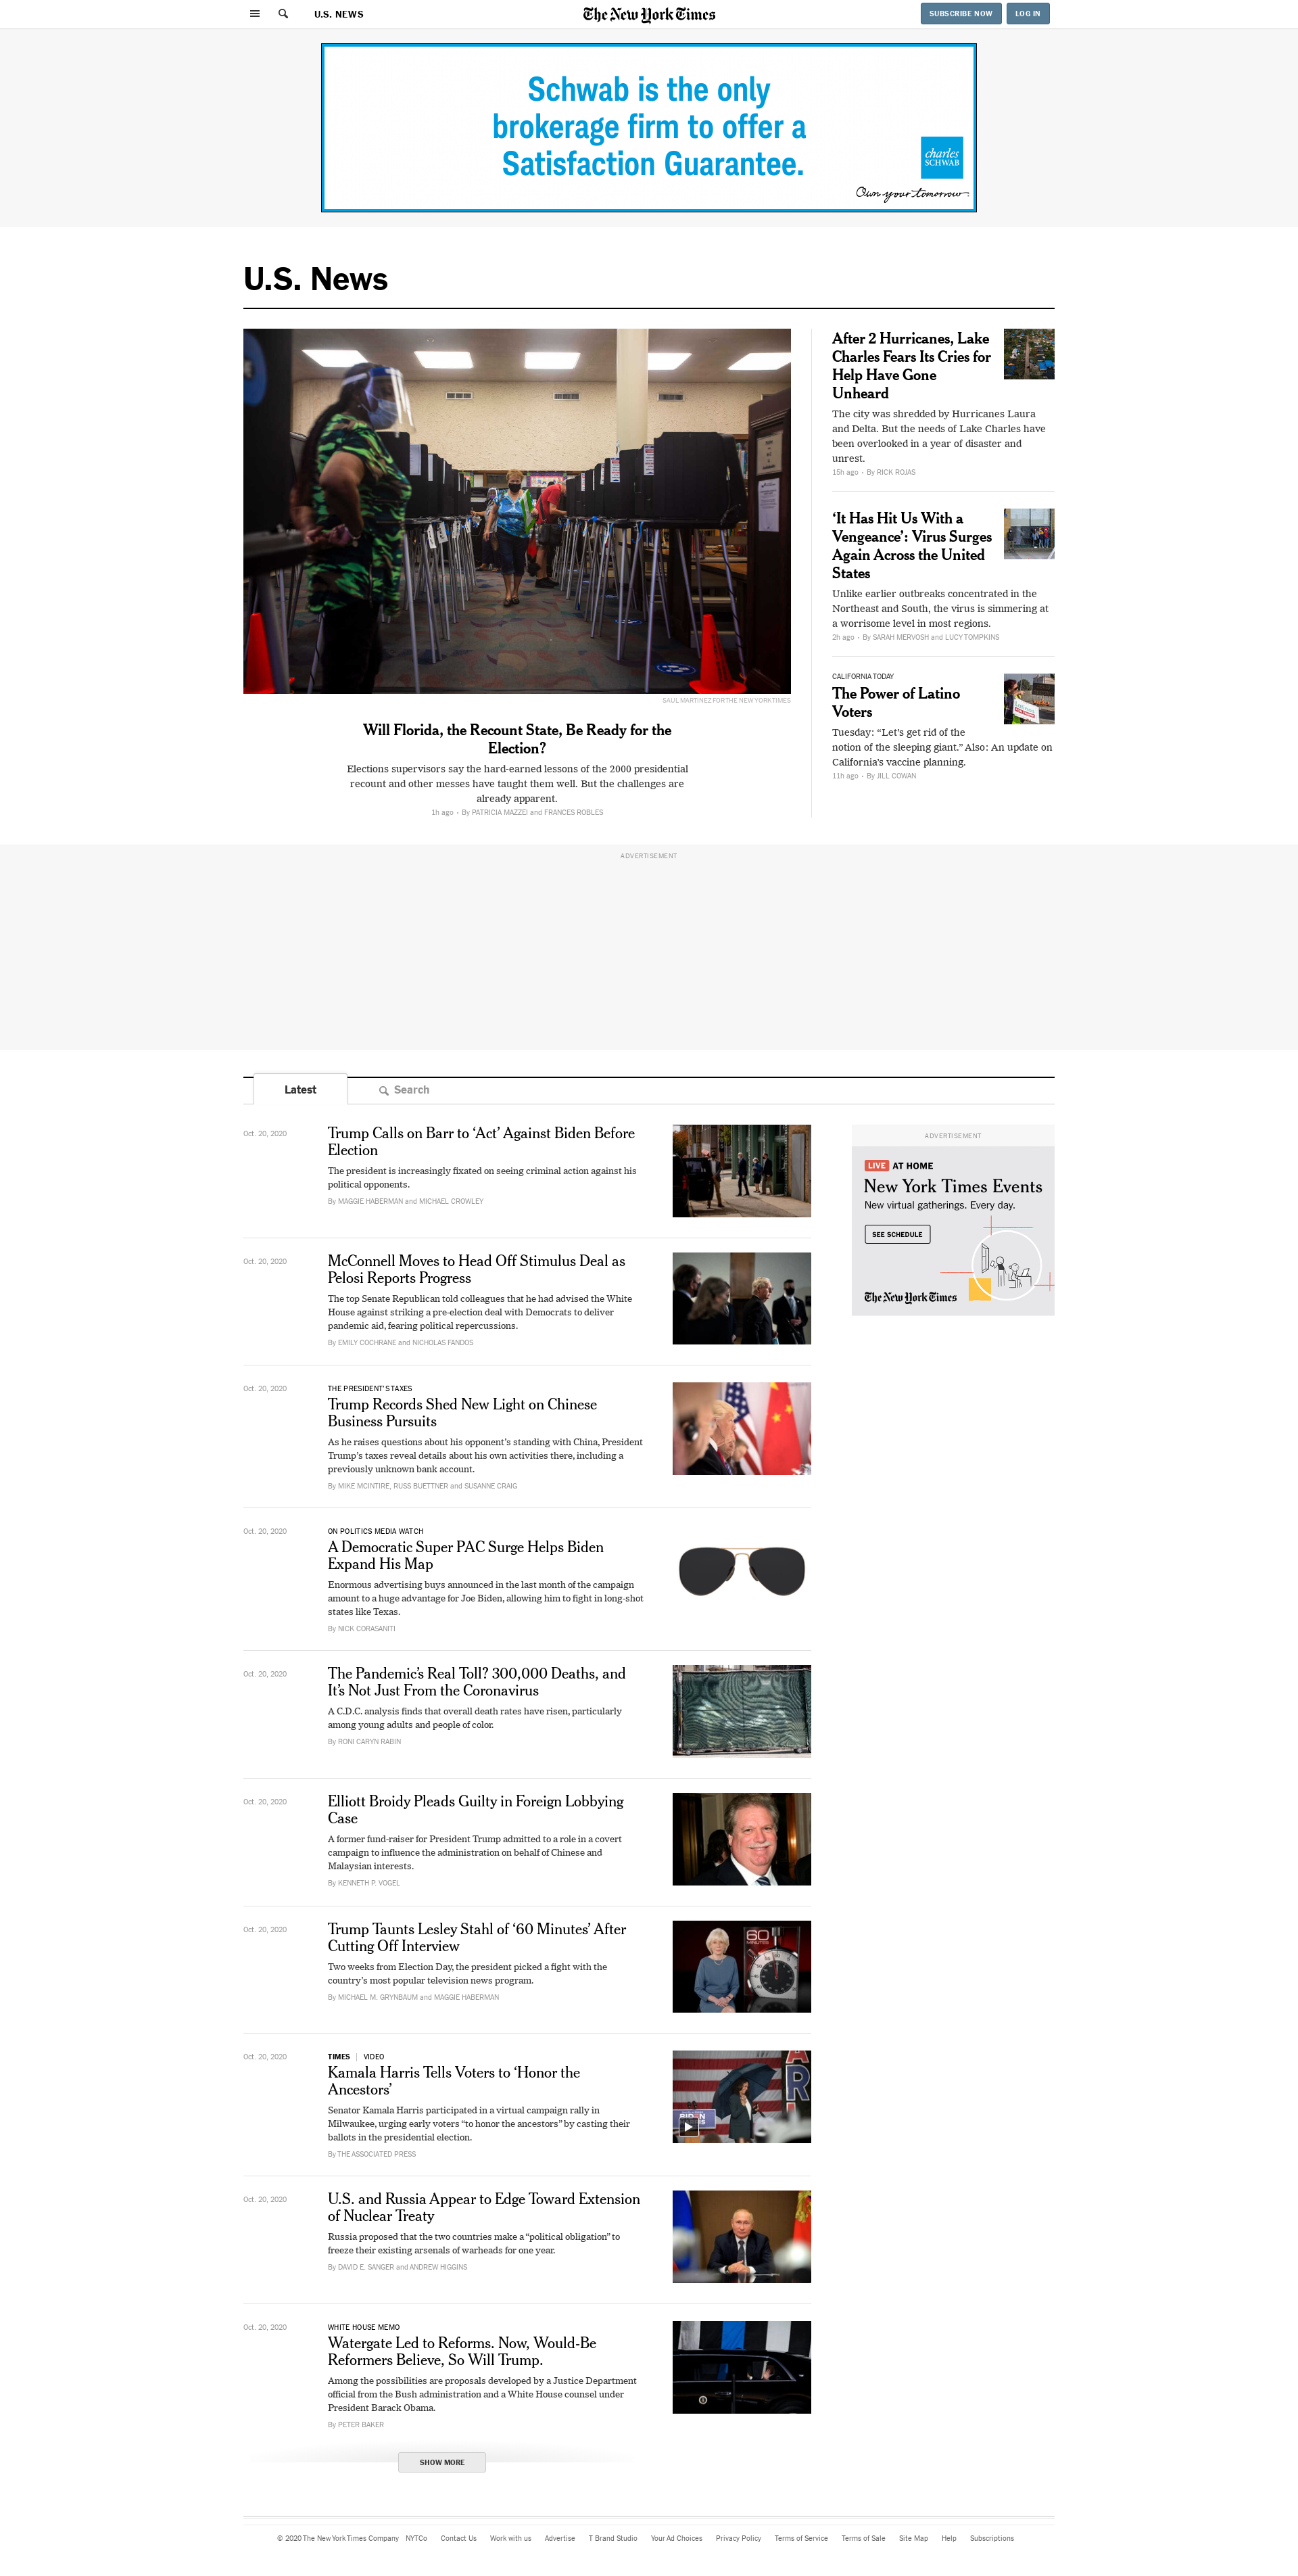 U.S. NEWS
The New York Times
SUBSCRIBE NOW
LOG IN
Schwab is the only
brokerage firm to offer a
Satisfaction Guarantee.
charles
SCHWAB
Own your tomorrow
U.S. News
SAUL MARTINEZ FOR THE NEW YORK TIMES
Will Florida, the Recount State, Be Ready for the
Election?
Elections supervisors say the hard-earned lessons of the 2000 presidential
recount and other messes have taught them well. But the challenges are
already apparent.
1h ago • By PATRICIA MAZZEI and FRANCES ROBLES
After 2 Hurricanes, Lake
Charles Fears Its Cries for
Help Have Gone
Unheard
The city was shredded by Hurricanes Laura
and Delta. But the needs of Lake Charles have
been overlooked in a year of disaster and
unrest.
15h ago • By RICK ROJAS
‘It Has Hit Us With a
Vengeance’: Virus Surges
Again Across the United
States
Unlike earlier outbreaks concentrated in the
Northeast and South, the virus is simmering at
a worrisome level in most regions.
2h ago • By SARAH MERVOSH and LUCY TOMPKINS
CALIFORNIA TODAY
The Power of Latino
Voters
Tuesday: “Let’s get rid of the
notion of the sleeping giant.” Also: An update on
California’s vaccine planning.
11h ago • By JILL COWAN
ADVERTISEMENT
Latest
Search
Oct. 20, 2020
Trump Calls on Barr to ‘Act’ Against Biden Before
Election
The president is increasingly fixated on seeing criminal action against his
political opponents.
By MAGGIE HABERMAN and MICHAEL CROWLEY
ADVERTISEMENT
LIVE AT HOME
New York Times Events
New virtual gatherings. Every day.
SEE SCHEDULE
The New York Times
Oct. 20, 2020
McConnell Moves to Head Off Stimulus Deal as
Pelosi Reports Progress
The top Senate Republican told colleagues that he had advised the White
House against striking a pre-election deal with Democrats to deliver
pandemic aid, fearing political repercussions.
By EMILY COCHRANE and NICHOLAS FANDOS
Oct. 20, 2020
THE PRESIDENT'S TAXES
Trump Records Shed New Light on Chinese
Business Pursuits
As he raises questions about his opponent’s standing with China, President
Trump’s taxes reveal details about his own activities there, including a
previously unknown bank account.
By MIKE MCINTIRE, RUSS BUETTNER and SUSANNE CRAIG
Oct. 20, 2020
ON POLITICS MEDIA WATCH
A Democratic Super PAC Surge Helps Biden
Expand His Map
Enormous advertising buys announced in the last month of the campaign
amount to a huge advantage for Joe Biden, allowing him to fight in long-shot
states like Texas.
By NICK CORASANITI
Oct. 20, 2020
The Pandemic’s Real Toll? 300,000 Deaths, and
It’s Not Just From the Coronavirus
A C.D.C. analysis finds that overall death rates have risen, particularly
among young adults and people of color.
By RONI CARYN RABIN
Oct. 20, 2020
Elliott Broidy Pleads Guilty in Foreign Lobbying
Case
A former fund-raiser for President Trump admitted to a role in a covert
campaign to influence the administration on behalf of Chinese and
Malaysian interests.
By KENNETH P. VOGEL
Oct. 20, 2020
Trump Taunts Lesley Stahl of ‘60 Minutes’ After
Cutting Off Interview
Two weeks from Election Day, the president picked a fight with the
country’s most popular television news program.
By MICHAEL M. GRYNBAUM and MAGGIE HABERMAN
60
MINUTES
Oct. 20, 2020
TIMES | VIDEO
Kamala Harris Tells Voters to ‘Honor the
Ancestors’
Senator Kamala Harris participated in a virtual campaign rally in
Milwaukee, urging early voters “to honor the ancestors” by casting their
ballots in the presidential election.
By THE ASSOCIATED PRESS
Oct. 20, 2020
U.S. and Russia Appear to Edge Toward Extension
of Nuclear Treaty
Russia proposed that the two countries make a “political obligation” to
freeze their existing arsenals of warheads for one year.
By DAVID E. SANGER and ANDREW HIGGINS
Oct. 20, 2020
WHITE HOUSE MEMO
Watergate Led to Reforms. Now, Would-Be
Reformers Believe, So Will Trump.
Among the possibilities are proposals developed by a Justice Department
official from the Bush administration and a White House counsel under
President Barack Obama.
By PETER BAKER
SHOW MORE
© 2020 The New York Times Company NYTCo Contact Us Work with us Advertise T Brand Studio Your Ad Choices Privacy Policy Terms of Service Terms of Sale Site Map Help Subscriptions